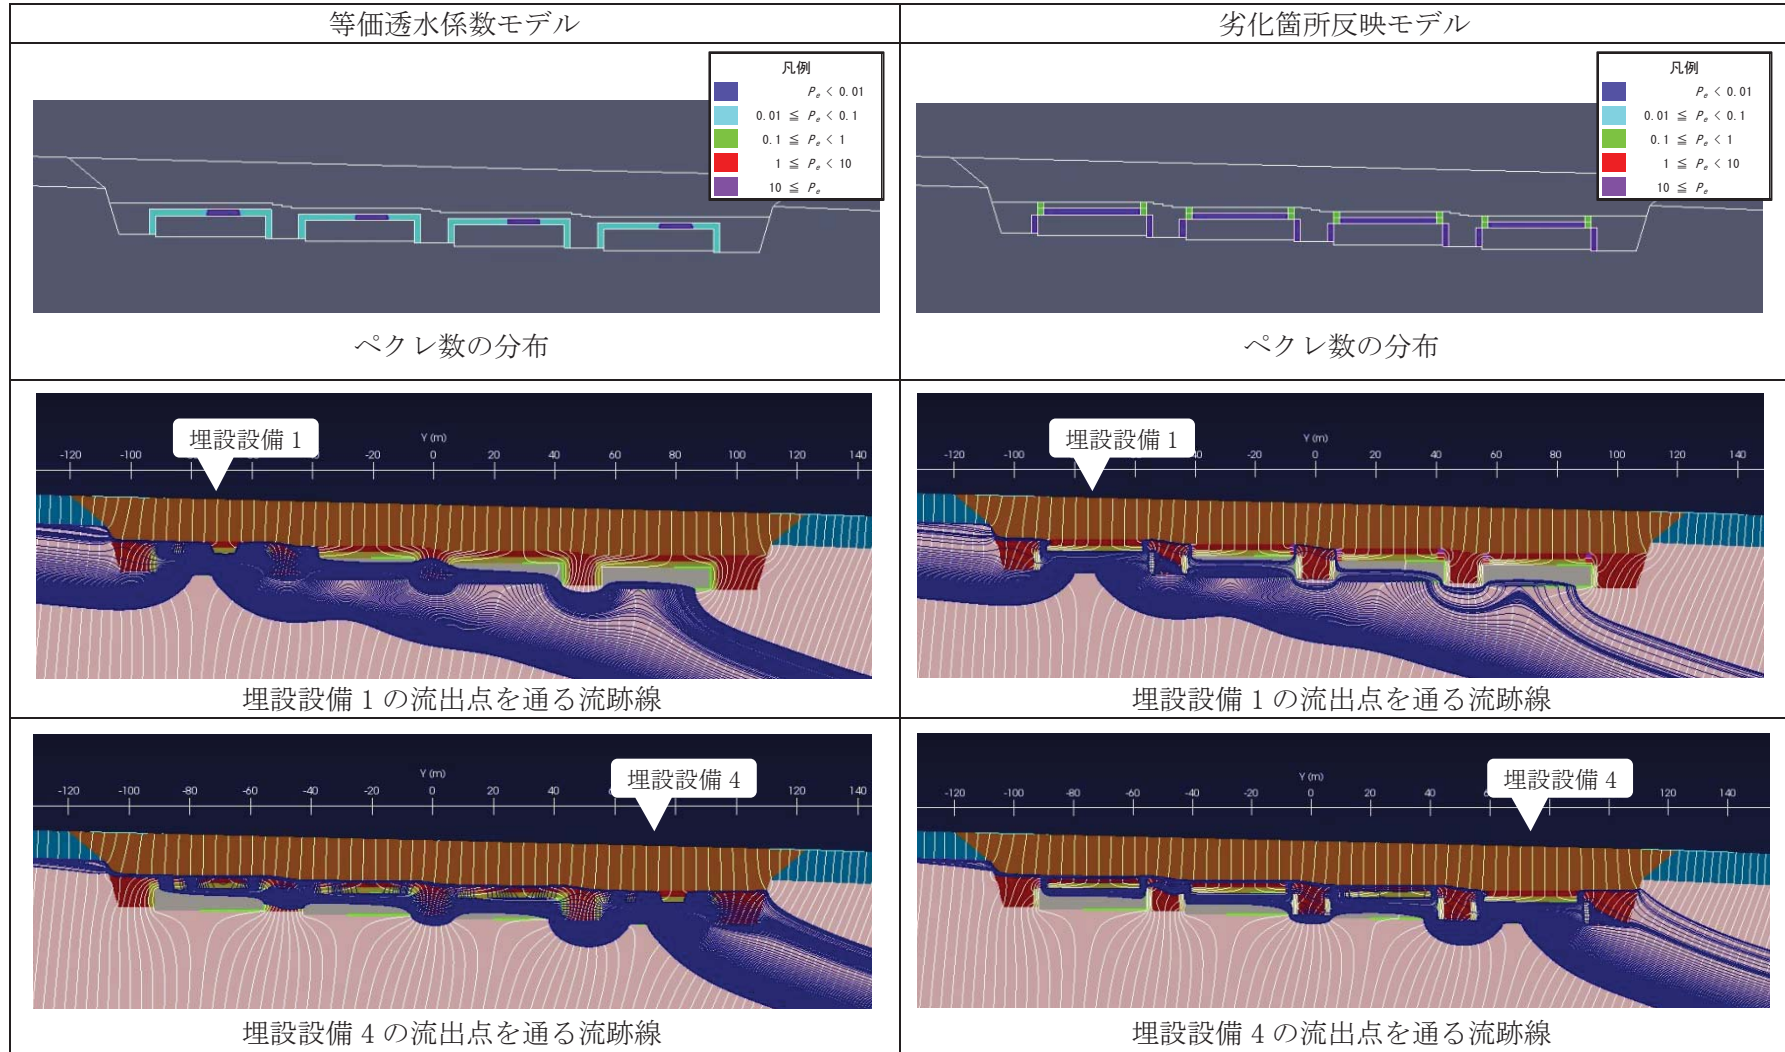 等価透水係数モデル
劣化箇所反映モデル
凡例
Pe < 0.01
0.01 ≦ Pe < 0.1
0.1 ≦ Pe < 1
1 ≦ Pe < 10
10 ≦ Pe
ペクレ数の分布
凡例
Pe < 0.01
0.01 ≦ Pe < 0.1
0.1 ≦ Pe < 1
1 ≦ Pe < 10
10 ≦ Pe
ペクレ数の分布
埋設設備 1
Y (m)
-120 -100 -20 0 20 40 60 80 100 120 140
埋設設備 1 の流出点を通る流跡線
埋設設備 1
Y (m)
-120 -100 -20 0 20 40 60 80 100 120 140
埋設設備 1 の流出点を通る流跡線
埋設設備 4
Y (m)
-120 -100 -80 -60 -40 -20 0 20 40 120 140
埋設設備 4 の流出点を通る流跡線
埋設設備 4
Y (m)
-120 -100 -80 -60 -40 -20 0 20 40 120 140
埋設設備 4 の流出点を通る流跡線